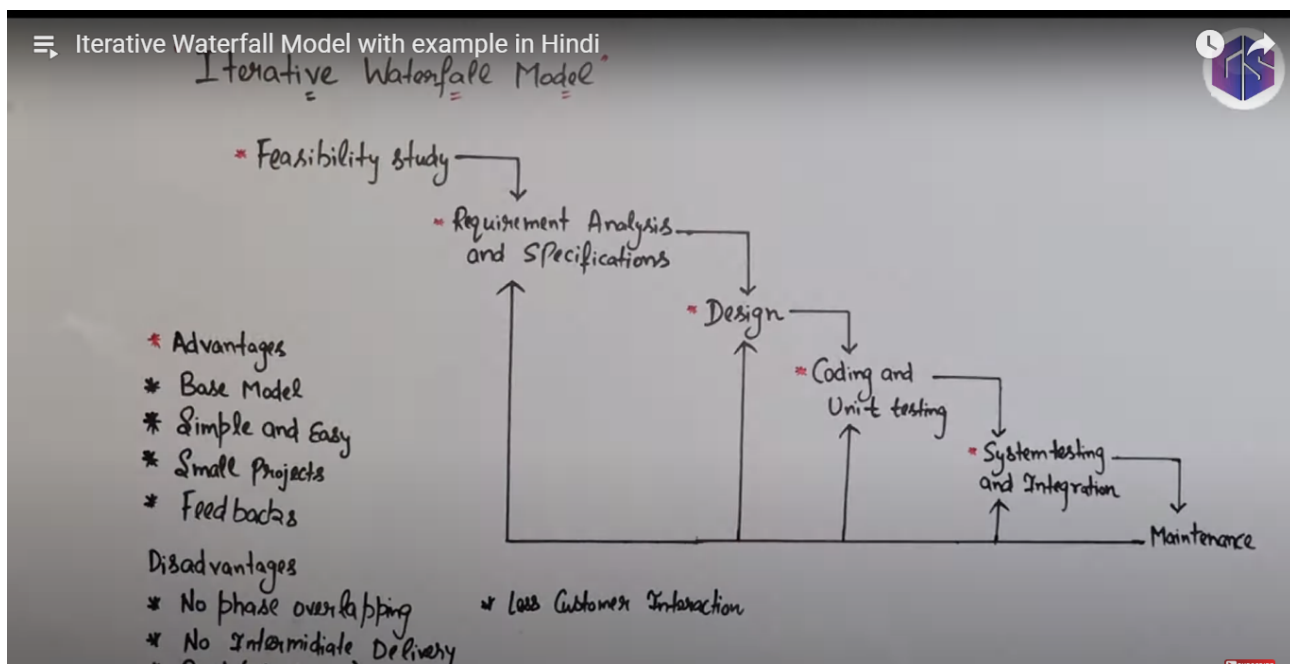 Iterative Waterfall Model with example in Hindi
Iterative Waterfall Model
* Feasibility study
* Requirement Analysis
and Specifications
* Design
* Coding and
Unit testing
* System testing
and Integration
Maintenance
* Advantages
* Base Model
* Simple and Easy
* Small Projects
* Feedbacks
Disadvantages
* No phase overlapping
* No Intermidiate Delivery
* Less Customer Interaction